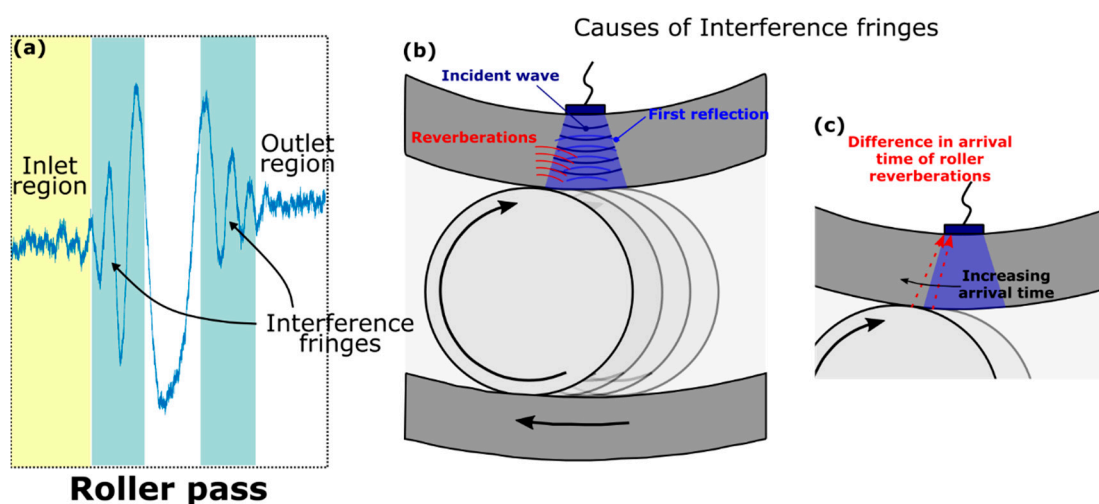 Causes of Interference fringes
(a)
Inlet
region
Outlet
region
Interference
fringes
Roller pass
(b)
Incident wave
First reflection
Reverberations
(c)
Difference in arrival
time of roller
reverberations
Increasing
arrival time